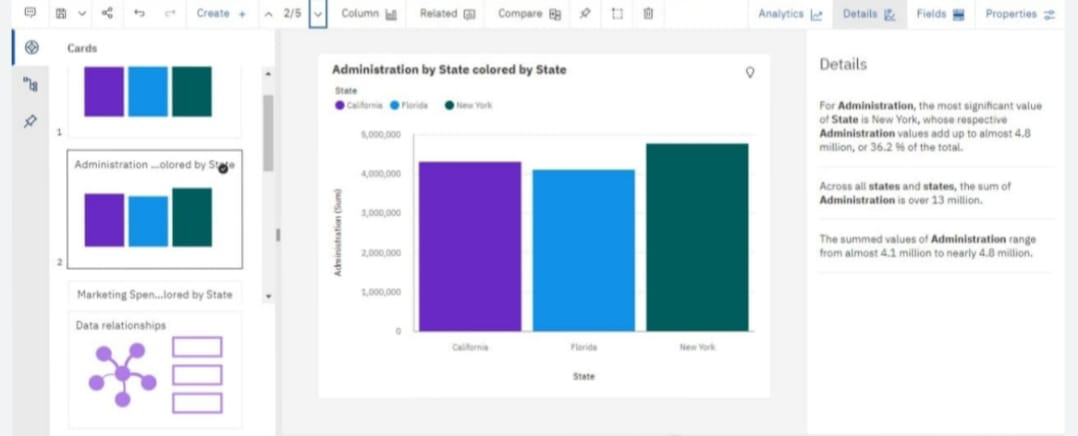 Create +
2/5
Column
Related
Compare
Analytics
Details
Fields
Properties
Cards
1
Administration ...olored by State
2
Marketing Spen...lored by State
Data relationships
Administration by State colored by State
State
California
Florida
New York
5,000,000
4,000,000
3,000,000
2,000,000
1,000,000
0
Administration (Sum)
California
Florida
New York
State
Details
For Administration, the most significant value
of State is New York, whose respective
Administration values add up to almost 4.8
million, or 36.2 % of the total.
Across all states and states, the sum of
Administration is over 13 million.
The summed values of Administration range
from almost 4.1 million to nearly 4.8 million.